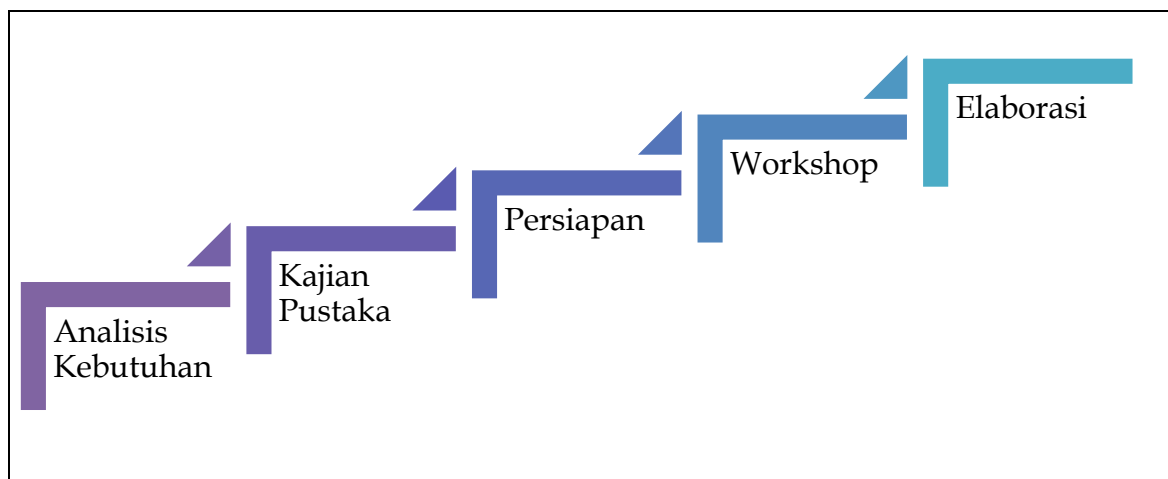 Analisis
Kebutuhan
Kajian
Pustaka
Persiapan
Workshop
Elaborasi